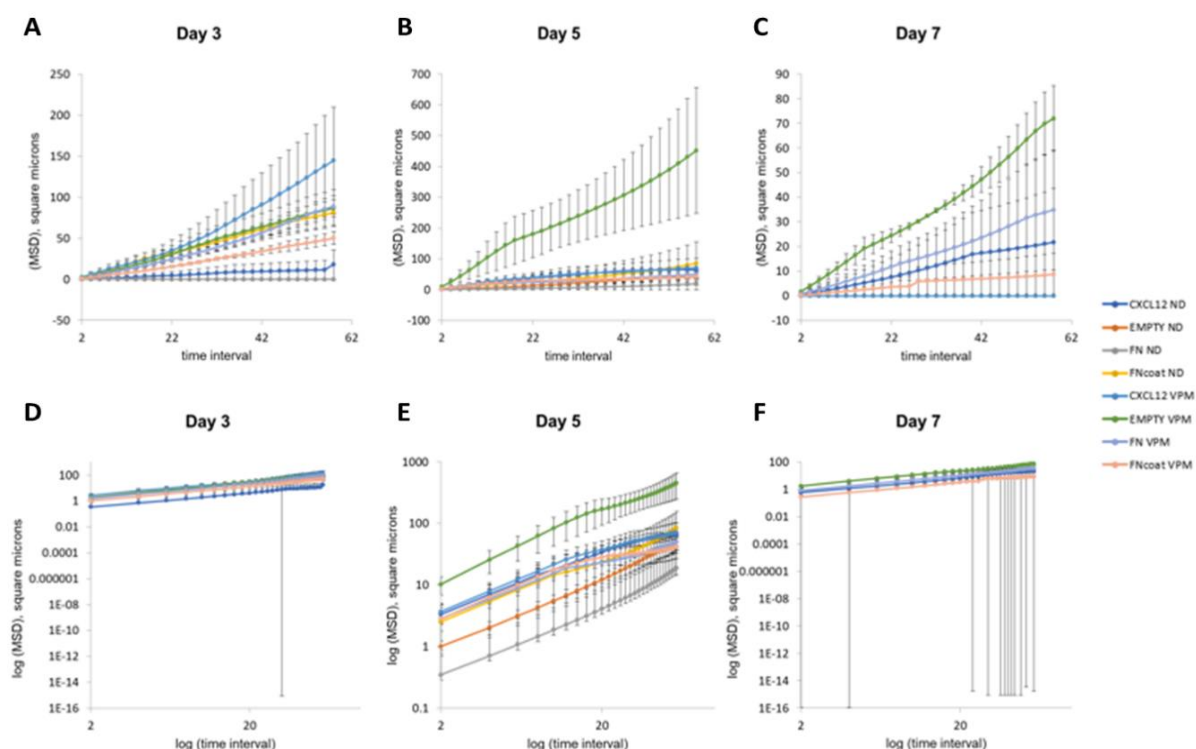 A
Day 3
(MSD), square microns
250
200
150
100
50
0
-50
2
22
42
62
time interval
B
Day 5
(MSD), square microns
700
600
500
400
300
200
100
0
-100
2
22
42
62
time interval
C
Day 7
(MSD), square microns
90
80
70
60
50
40
30
20
10
0
-10
2
22
42
62
time interval
CXCL12 ND
EMPTY ND
FN ND
FNcoat ND
CXCL12 VPM
EMPTY VPM
FN VPM
FNcoat VPM
D
Day 3
log (MSD), square microns
100
1
0.01
0.0001
0.000001
1E-08
1E-10
1E-12
1E-14
1E-16
2
20
log (time interval)
E
Day 5
log (MSD), square microns
1000
100
10
1
0.1
2
20
log (time interval)
F
Day 7
log (MSD), square microns
100
1
0.01
0.0001
0.000001
1E-08
1E-10
1E-12
1E-14
1E-16
2
20
log (time interval)